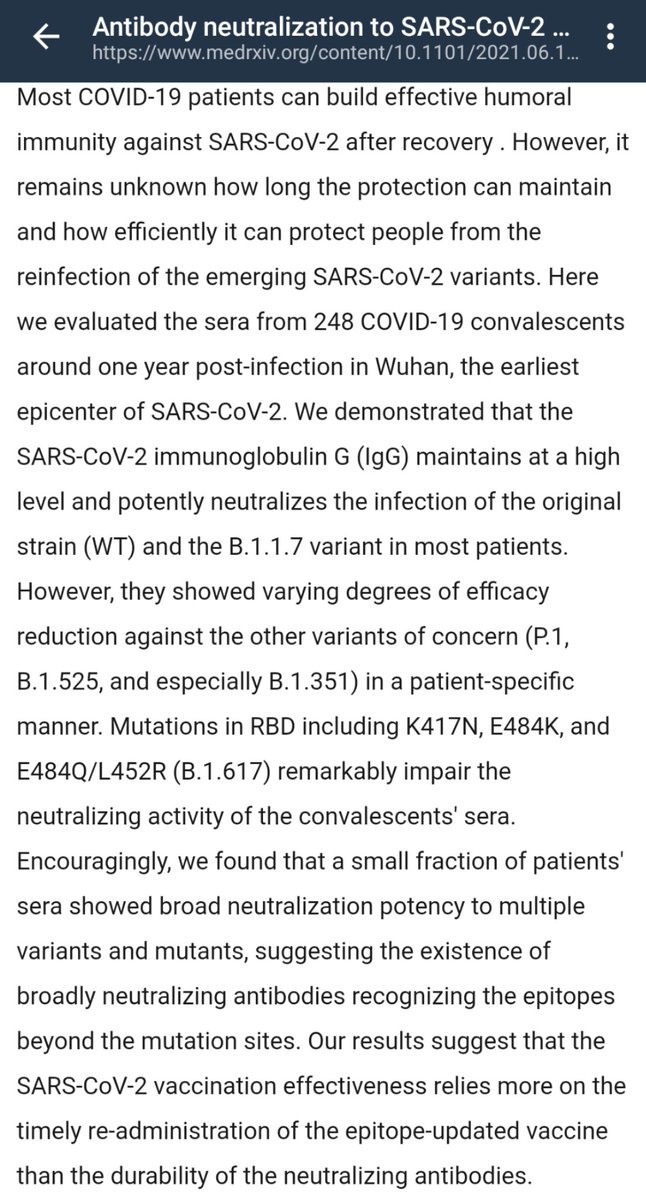 Antibody neutralization to SARS-CoV-2 ...
https://www.medrxiv.org/content/10.1101/2021.06.1...
Most COVID-19 patients can build effective humoral
immunity against SARS-CoV-2 after recovery . However, it
remains unknown how long the protection can maintain
and how efficiently it can protect people from the
reinfection of the emerging SARS-CoV-2 variants. Here
we evaluated the sera from 248 COVID-19 convalescents
around one year post-infection in Wuhan, the earliest
epicenter of SARS-CoV-2. We demonstrated that the
SARS-CoV-2 immunoglobulin G (IgG) maintains at a high
level and potently neutralizes the infection of the original
strain (WT) and the B.1.1.7 variant in most patients.
However, they showed varying degrees of efficacy
reduction against the other variants of concern (P.1,
B.1.525, and especially B.1.351) in a patient-specific
manner. Mutations in RBD including K417N, E484K, and
E484Q/L452R (B.1.617) remarkably impair the
neutralizing activity of the convalescents' sera.
Encouragingly, we found that a small fraction of patients'
sera showed broad neutralization potency to multiple
variants and mutants, suggesting the existence of
broadly neutralizing antibodies recognizing the epitopes
beyond the mutation sites. Our results suggest that the
SARS-CoV-2 vaccination effectiveness relies more on the
timely re-administration of the epitope-updated vaccine
than the durability of the neutralizing antibodies.